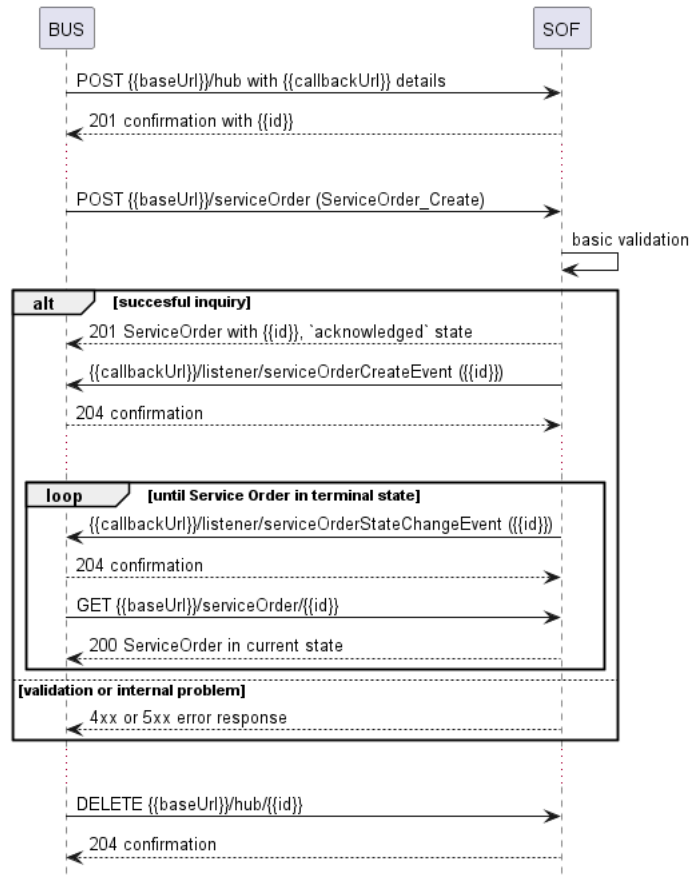 BUS
SOF
POST {{baseUrl}}/hub with {{callbackUrl}} details
201 confirmation with {{id}}
POST {{baseUrl}}/serviceOrder (ServiceOrder_Create)
basic validation
alt [succesful inquiry]
201 ServiceOrder with {{id}}, `acknowledged` state
{{callbackUrl}}/listener/serviceOrderCreateEvent ({{id}})
204 confirmation
loop [until Service Order in terminal state]
{{callbackUrl}}/listener/serviceOrderStateChangeEvent ({{id}})
204 confirmation
GET {{baseUrl}}/serviceOrder/{{id}}
200 ServiceOrder in current state
[validation or internal problem]
4xx or 5xx error response
DELETE {{baseUrl}}/hub/{{id}}
204 confirmation